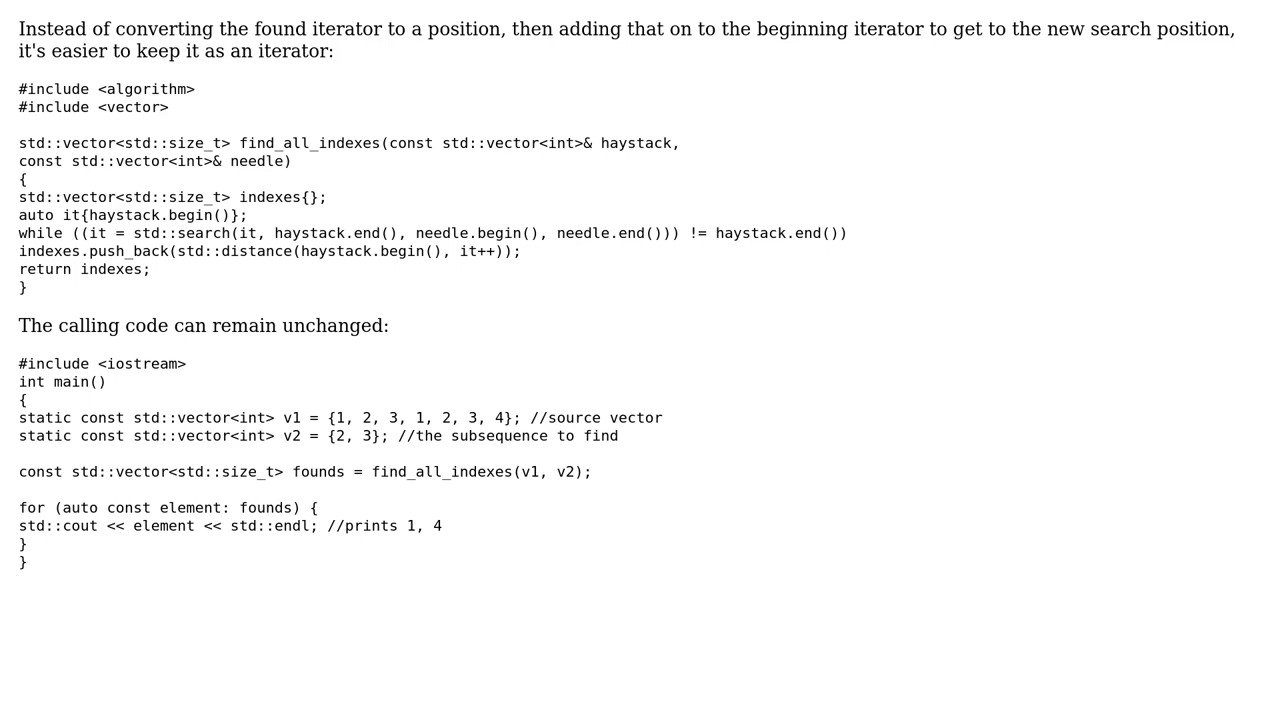 Instead of converting the found iterator to a position, then adding that on to the beginning iterator to get to the new search position,
it's easier to keep it as an iterator:
#include <algorithm>
#include <vector>
std::vector<std::size_t> find_all_indexes(const std::vector<int>& haystack,
const std::vector<int>& needle)
{
std::vector<std::size_t> indexes{};
auto it{haystack.begin()};
while ((it = std::search(it, haystack.end(), needle.begin(), needle.end())) != haystack.end())
indexes.push_back(std::distance(haystack.begin(), it++));
return indexes;
}
The calling code can remain unchanged:
#include <iostream>
int main()
{
static const std::vector<int> v1 = {1, 2, 3, 1, 2, 3, 4}; //source vector
static const std::vector<int> v2 = {2, 3}; //the subsequence to find
const std::vector<std::size_t> founds = find_all_indexes(v1, v2);
for (auto const element: founds) {
std::cout << element << std::endl; //prints 1, 4
}
}